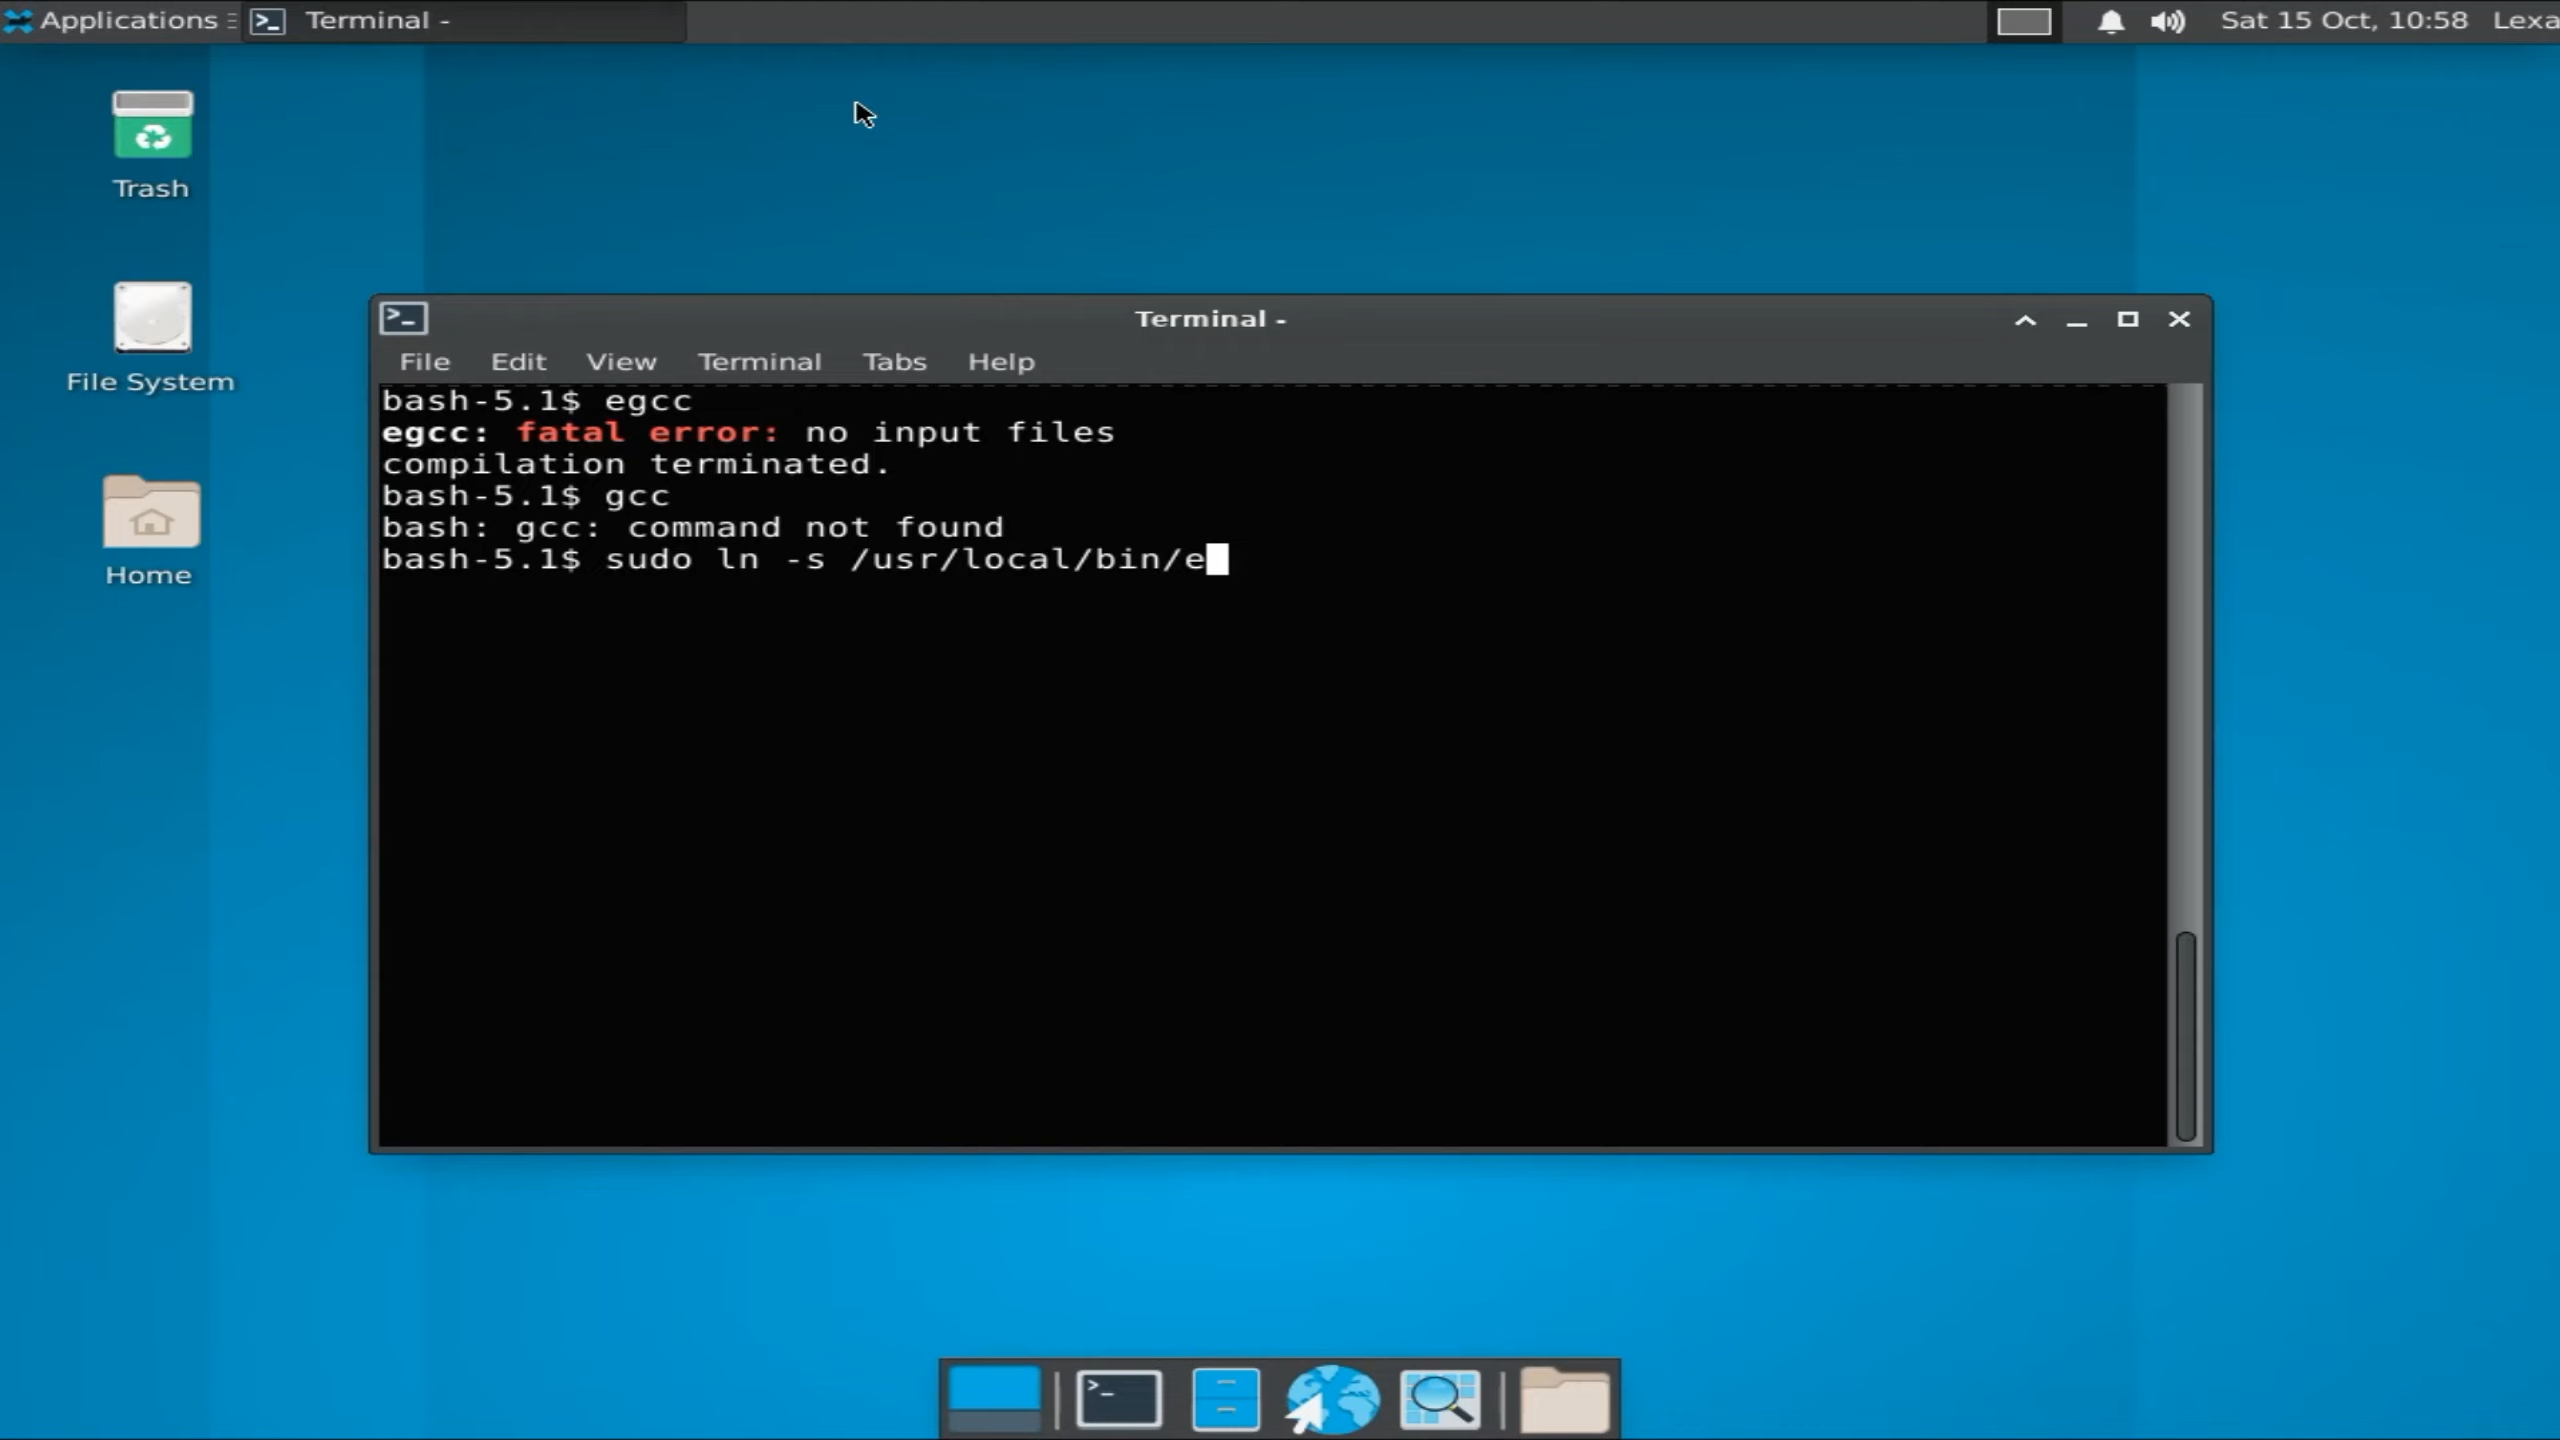 Applications
Terminal -
Sat 15 Oct, 10:58
Lexa
Trash
File System
Home
Terminal -
File Edit View Terminal Tabs Help
bash-5.1$ egcc
egcc: fatal error: no input files
compilation terminated.
bash-5.1$ gcc
bash: gcc: command not found
bash-5.1$ sudo ln -s /usr/local/bin/e